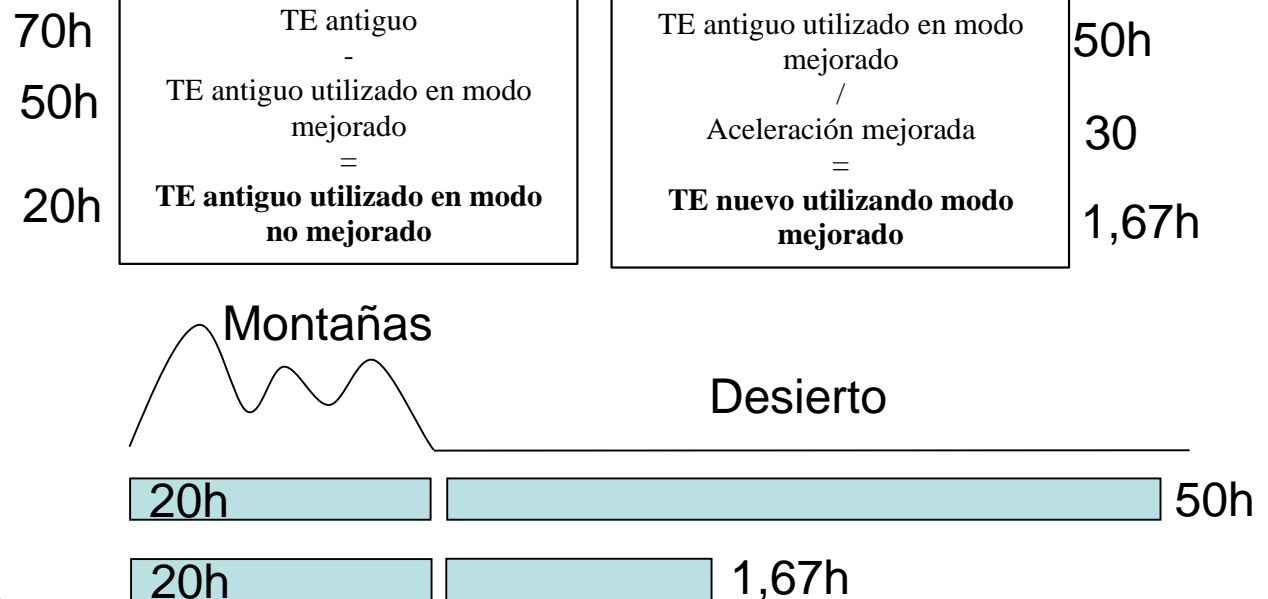 70h
50h
20h
TE antiguo
-
TE antiguo utilizado en modo
mejorado
=
TE antiguo utilizado en modo
no mejorado
TE antiguo utilizado en modo
mejorado
/
Aceleración mejorada
=
TE nuevo utilizando modo
mejorado
50h
30
1,67h
Montañas
Desierto
20h
50h
20h
1,67h